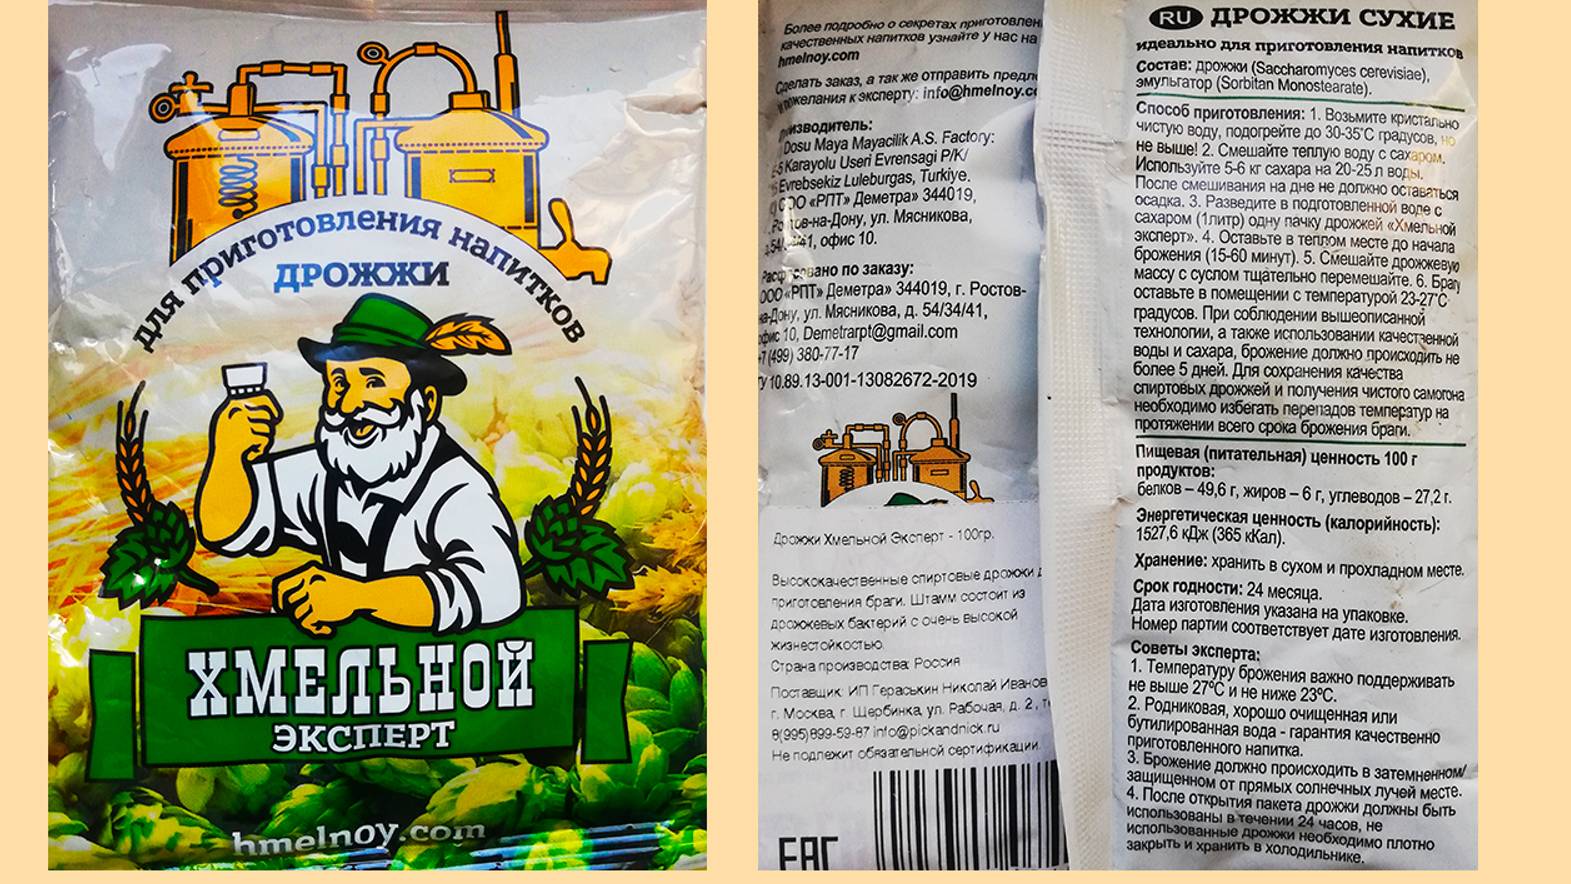 для приготовления напитков
ДРОЖЖИ
ХМЕЛЬНОЙ
ЭКСПЕРТ
hmelnoy.com
Более подробно о секретах
качественных напитков узнайте у нас на
hmelnoy.com
Сделать заказ, а так же отправить
пожелания к эксперту:
Dosu Maya Mayacilik A.S. Factory:
Karayolu Useri Evrensagi P/K/
Evrebsekiz Luleburgas, Turkiye.
ООО «РПТ» Деметра» 344019,
ул. Мясникова,
офис 10.
по заказу:
ООО «РПТ» Деметра» 344019, г. Ростов-
на-Дону, ул. Мясникова, д. 54/34/41,
офис 10, Demetrarpt@gmail.com
+7 (499) 380-77-17
ТУ 10.89.13-001-13082672-2019
Дрожжи Хмельной Эксперт - 100гр.
Высококачественные спиртовые дрожжи
приготовления браги. Штамм состоит из
дрожжевых бактерий с очень высокой
жизнестойкостью.
Страна производства: Россия
Поставщик: ИП Гераськин Николай
г. Москва, г. Щербинка, ул. Рабочая, д. 2,
8(995)899-59-87 info@pickandnick.ru
Не подлежит обязательной сертификации.
EAC
RU ДРОЖЖИ СУХИЕ
идеально для приготовления напитков
Состав: дрожжи (Saccharomyces cerevisiae),
эмульгатор (Sorbitan Monostearate).
Способ приготовления: 1. Возьмите кристально
чистую воду, подогрейте до 30-35°С градусов, но
не выше! 2. Смешайте теплую воду с сахаром.
Используйте 5-6 кг сахара на 20-25 л воды.
После смешивания на дне не должно оставаться
осадка. 3. Разведите в подготовленной воде с
сахаром (1литр) одну пачку дрожжей «Хмельной
эксперт». 4. Оставьте в теплом месте до начала
брожения (15-60 минут). 5. Смешайте дрожжевую
массу с суслом тщательно перемешайте. 6. Брагу
оставьте в помещении с температурой 23-27°С
градусов. При соблюдении вышеописанной
технологии, а также использовании качественной
воды и сахара, брожение должно происходить не
более 5 дней. Для сохранения качества
спиртовых дрожжей и получения чистого самогона
необходимо избегать перепадов температур на
протяжении всего срока брожения браги.
Пищевая (питательная) ценность 100 г
продуктов:
белков – 49,6 г, жиров – 6 г, углеводов – 27,2 г.
Энергетическая ценность (калорийность):
1527,6 кДж (365 кКал).
Хранение: хранить в сухом и прохладном месте.
Срок годности: 24 месяца.
Дата изготовления указана на упаковке.
Номер партии соответствует дате изготовления.
Советы эксперта:
1. Температуру брожения важно поддерживать
не выше 27°С и не ниже 23°С.
2. Родниковая, хорошо очищенная или
бутилированная вода - гарантия качественно
приготовленного напитка.
3. Брожение должно происходить в затемненном/
защищенном от прямых солнечных лучей месте.
4. После открытия пакета дрожжи должны быть
использованы в течении 24 часов, не
использованные дрожжи необходимо плотно
закрыть и хранить в холодильнике.